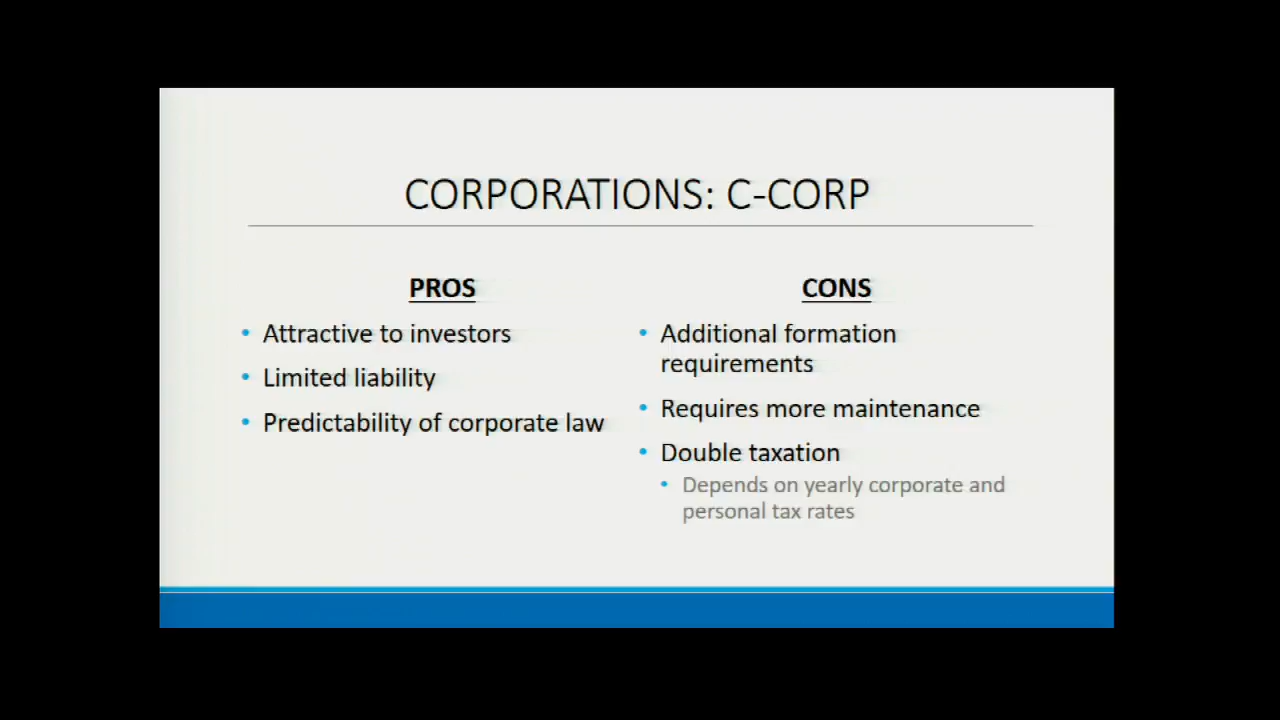 CORPORATIONS: C-CORP
PROS
• Attractive to investors
• Limited liability
• Predictability of corporate law
CONS
• Additional formation
requirements
• Requires more maintenance
• Double taxation
• Depends on yearly corporate and
personal tax rates